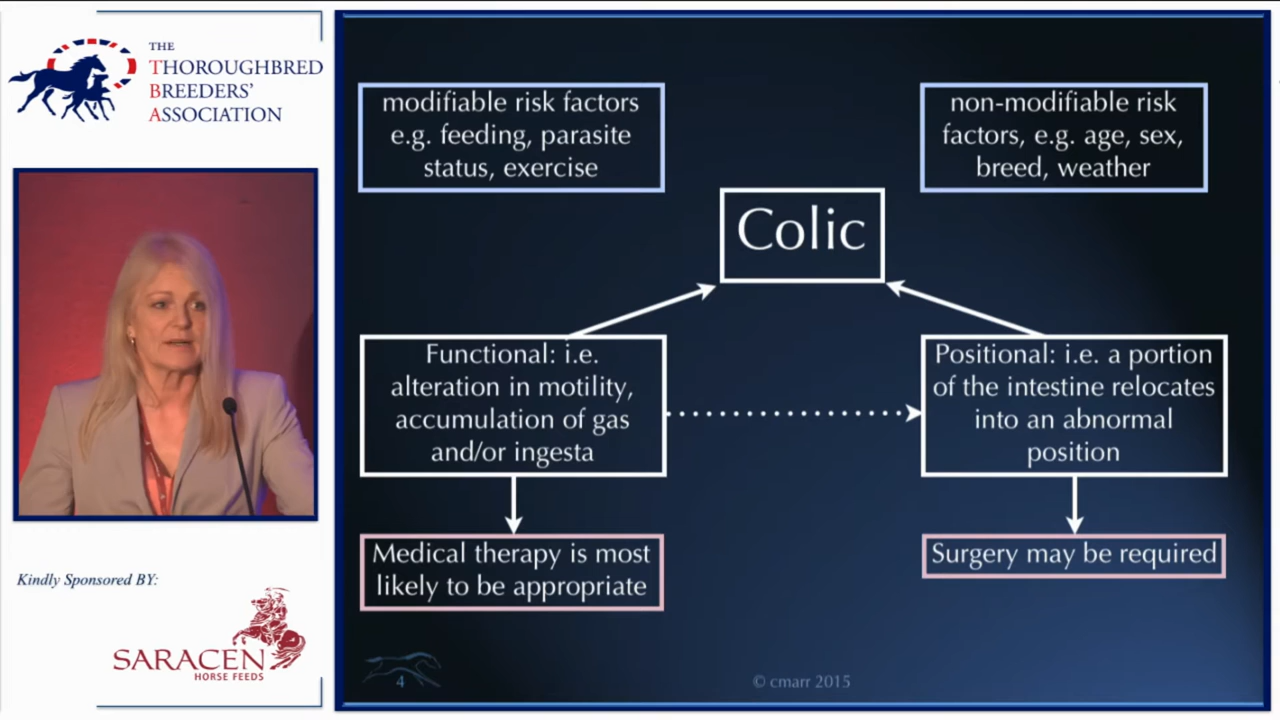 THE
THOROUGHBRED
BREEDERS'
ASSOCIATION
Kindly Sponsored BY:
SARACEN
HORSE FEEDS
modifiable risk factors
e.g. feeding, parasite
status, exercise
non-modifiable risk
factors, e.g. age, sex,
breed, weather
Colic
Functional: i.e.
alteration in motility,
accumulation of gas
and/or ingesta
Positional: i.e. a portion
of the intestine relocates
into an abnormal
position
Medical therapy is most
likely to be appropriate
Surgery may be required
4
© cmarr 2015